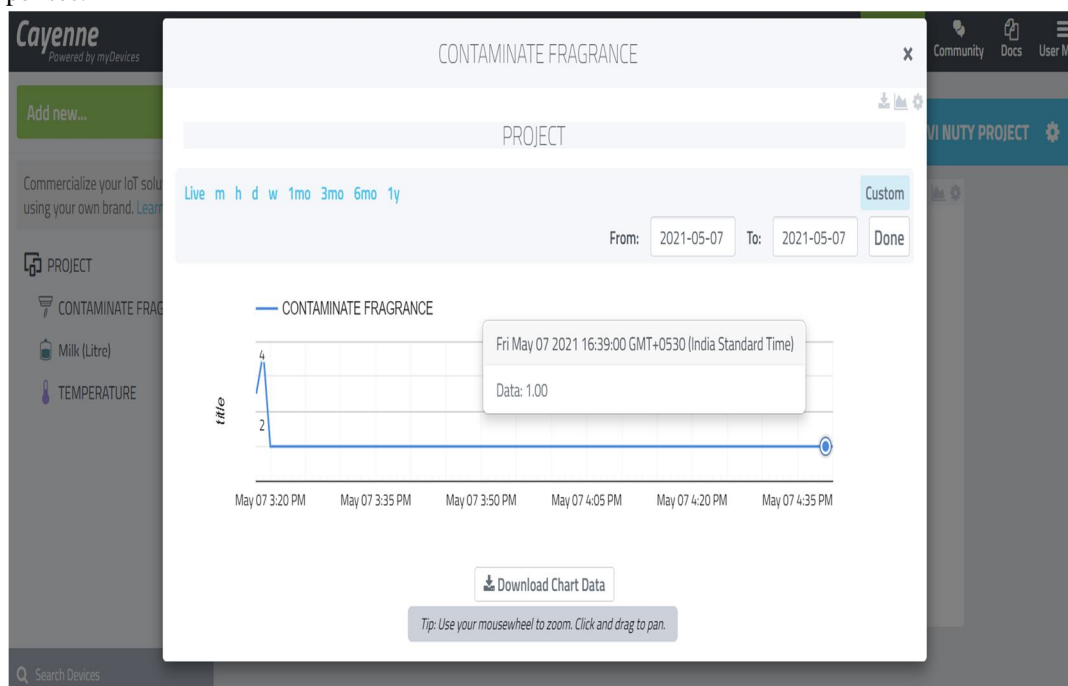 Cayenne
Powered by myDevices
CONTAMINATE FRAGRANCE
×
Community Docs
Add new...
PROJECT
VI NUTY PROJECT
Commercialize your IoT solu
using your own brand. Learn
Live m h d w 1mo 3mo 6mo 1y
Custom
From: 2021-05-07 To: 2021-05-07 Done
PROJECT
CONTAMINATE FRAG
Milk (Litre)
TEMPERATURE
CONTAMINATE FRAGRANCE
Fri May 07 2021 16:39:00 GMT+0530 (India Standard Time)
Data: 1.00
4
2
title
May 07 3:20 PM May 07 3:35 PM May 07 3:50 PM May 07 4:05 PM May 07 4:20 PM May 07 4:35 PM
Download Chart Data
Tip: Use your mousewheel to zoom. Click and drag to pan.
Search Devices